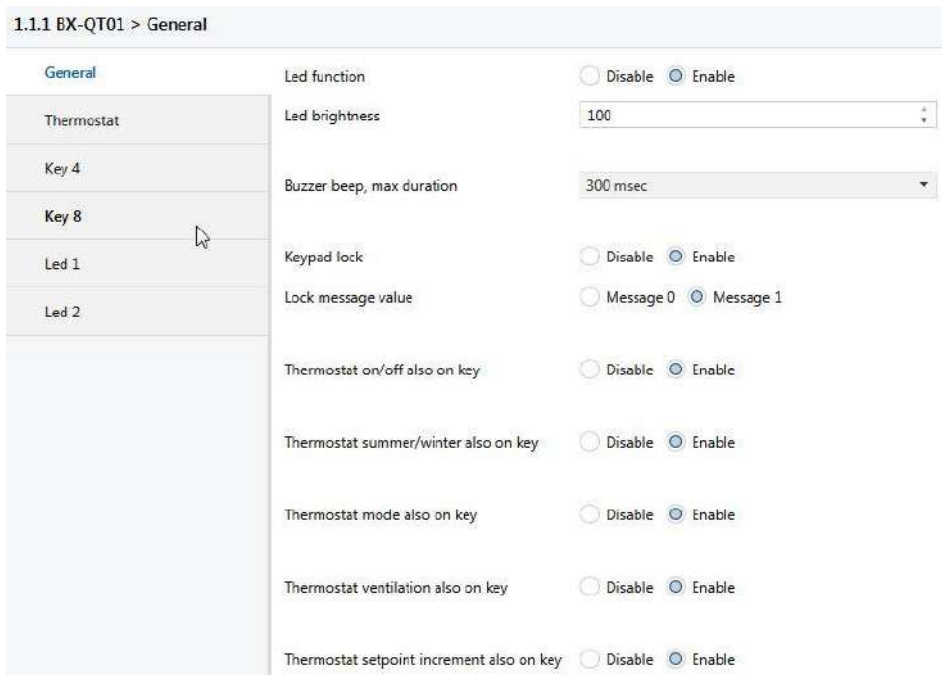 1.1.1 BX-QT01 > General
General
Thermostat
Key 4
Key 8
Led 1
Led 2
Led function Disable Enable
Led brightness 100
Buzzer beep, max duration 300 msec
Keypad lock Disable Enable
Lock message value Message 0 Message 1
Thermostat on/off also on key Disable Enable
Thermostat summer/winter also on key Disable Enable
Thermostat mode also on key Disable Enable
Thermostat ventilation also on key Disable Enable
Thermostat setpoint increment also on key Disable Enable